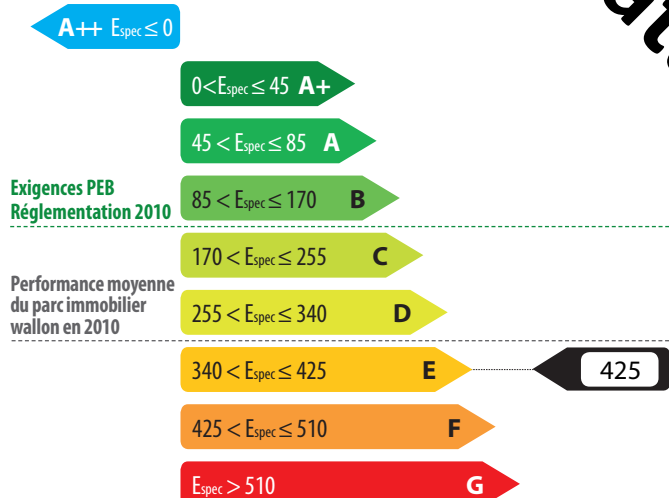 A++ Espec ≤ 0
0<Espec ≤ 45 A+
45 < Espec ≤ 85 A
Exigences PEB
Réglementation 2010
85 < Espec ≤ 170 B
170 < Espec ≤ 255 C
Performance moyenne
du parc immobilier
wallon en 2010
255 < Espec ≤ 340 D
340 < Espec ≤ 425 E
425
425 < Espec ≤ 510 F
Espec > 510 G